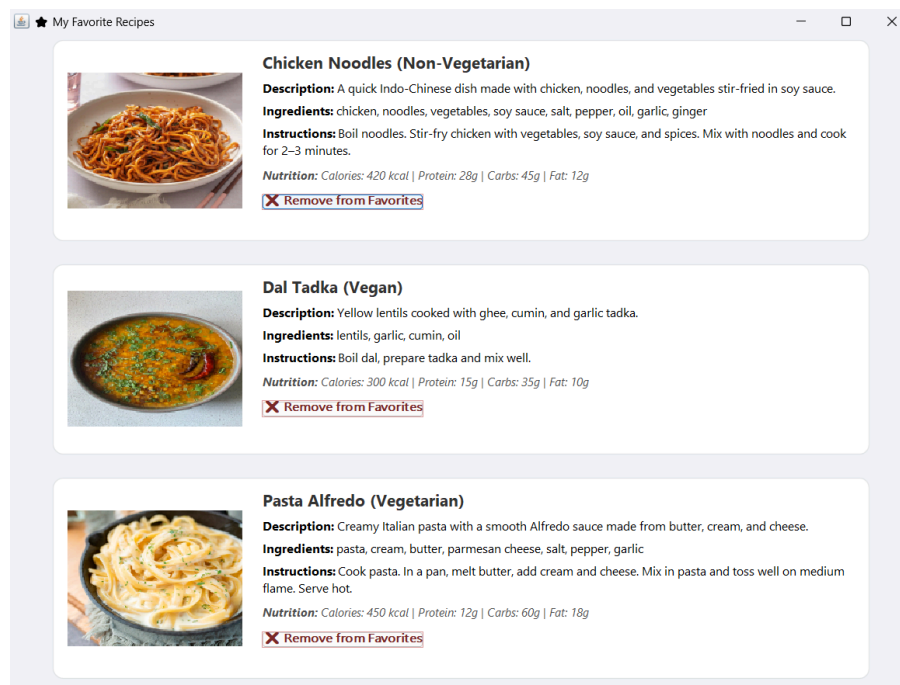 ★ My Favorite Recipes
Chicken Noodles (Non-Vegetarian)
Description: A quick Indo-Chinese dish made with chicken, noodles, and vegetables stir-fried in soy sauce.
Ingredients: chicken, noodles, vegetables, soy sauce, salt, pepper, oil, garlic, ginger
Instructions: Boil noodles. Stir-fry chicken with vegetables, soy sauce, and spices. Mix with noodles and cook
for 2–3 minutes.
Nutrition: Calories: 420 kcal | Protein: 28g | Carbs: 45g | Fat: 12g
❌ Remove from Favorites
Dal Tadka (Vegan)
Description: Yellow lentils cooked with ghee, cumin, and garlic tadka.
Ingredients: lentils, garlic, cumin, oil
Instructions: Boil dal, prepare tadka and mix well.
Nutrition: Calories: 300 kcal | Protein: 15g | Carbs: 35g | Fat: 10g
❌ Remove from Favorites
Pasta Alfredo (Vegetarian)
Description: Creamy Italian pasta with a smooth Alfredo sauce made from butter, cream, and cheese.
Ingredients: pasta, cream, butter, parmesan cheese, salt, pepper, garlic
Instructions: Cook pasta. In a pan, melt butter, add cream and cheese. Mix in pasta and toss well on medium
flame. Serve hot.
Nutrition: Calories: 450 kcal | Protein: 12g | Carbs: 60g | Fat: 18g
❌ Remove from Favorites